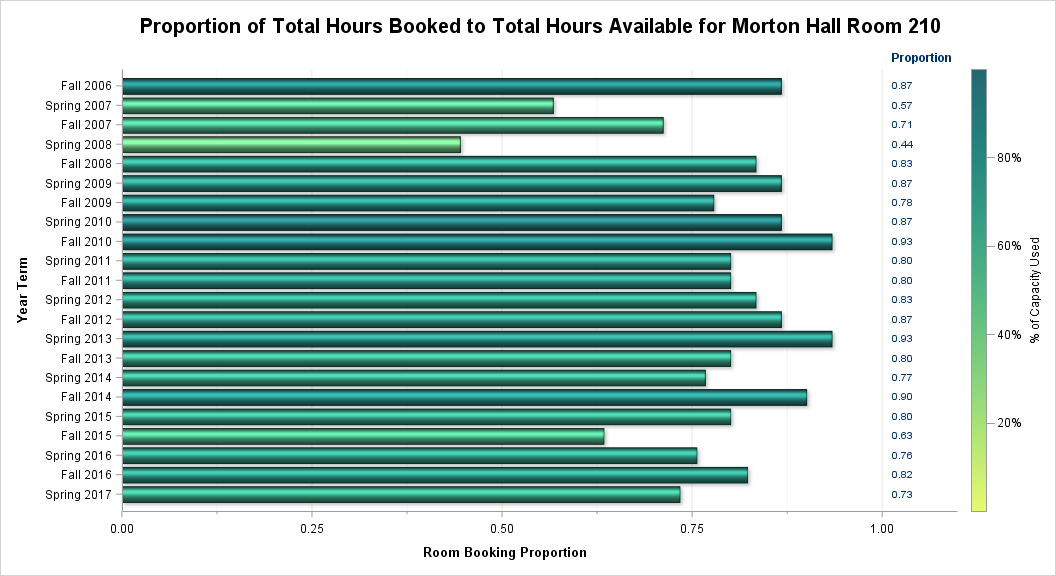 Proportion of Total Hours Booked to Total Hours Available for Morton Hall Room 210
Proportion
Fall 2006 0.87
Spring 2007 0.57
Fall 2007 0.71
Spring 2008 0.44
Fall 2008 0.83
Spring 2009 0.87
Fall 2009 0.78
Spring 2010 0.87
Fall 2010 0.93
Spring 2011 0.80
Fall 2011 0.80
Spring 2012 0.83
Fall 2012 0.87
Spring 2013 0.93
Fall 2013 0.80
Spring 2014 0.77
Fall 2014 0.90
Spring 2015 0.80
Fall 2015 0.63
Spring 2016 0.76
Fall 2016 0.82
Spring 2017 0.73
Year Term
0.00 0.25 0.50 0.75 1.00
Room Booking Proportion
80%
60%
40%
20%
% of Capacity Used